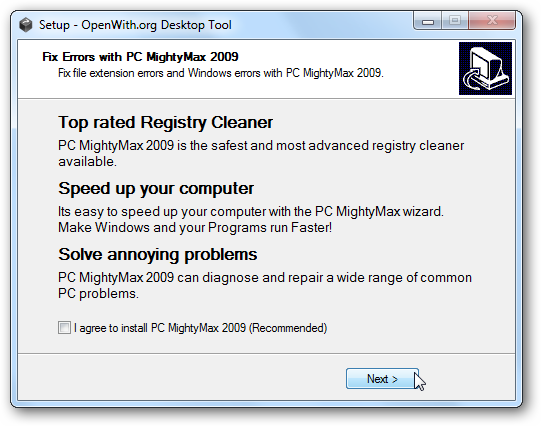 Setup - OpenWith.org Desktop Tool
Fix Errors with PC MightyMax 2009
Fix file extension errors and Windows errors with PC MightyMax 2009.
Top rated Registry Cleaner
PC MightyMax 2009 is the safest and most advanced registry cleaner
available.
Speed up your computer
Its easy to speed up your computer with the PC MightyMax wizard.
Make Windows and your Programs run Faster!
Solve annoying problems
PC MightyMax 2009 can diagnose and repair a wide range of common
PC problems.
I agree to install PC MightyMax 2009 (Recommended)
Next >